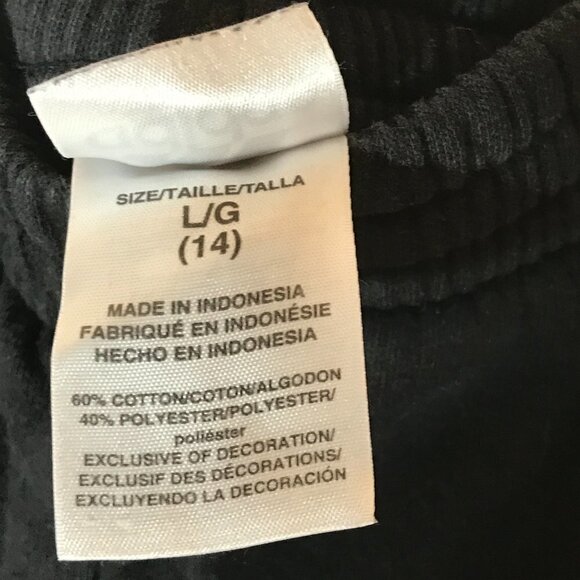 SIZE/TAILLE/TALLA
L/G
(14)
MADE IN INDONESIA
FABRIQUÉ EN INDONÉSIE
HECHO EN INDONESIA
60% COTTON/COTON/ALGODON
40% POLYESTER/POLYESTER/
poliéster
EXCLUSIVE OF DECORATION/
EXCLUSIF DES DÉCORATIONS/
EXCLUYENDO LA DECORACIÓN